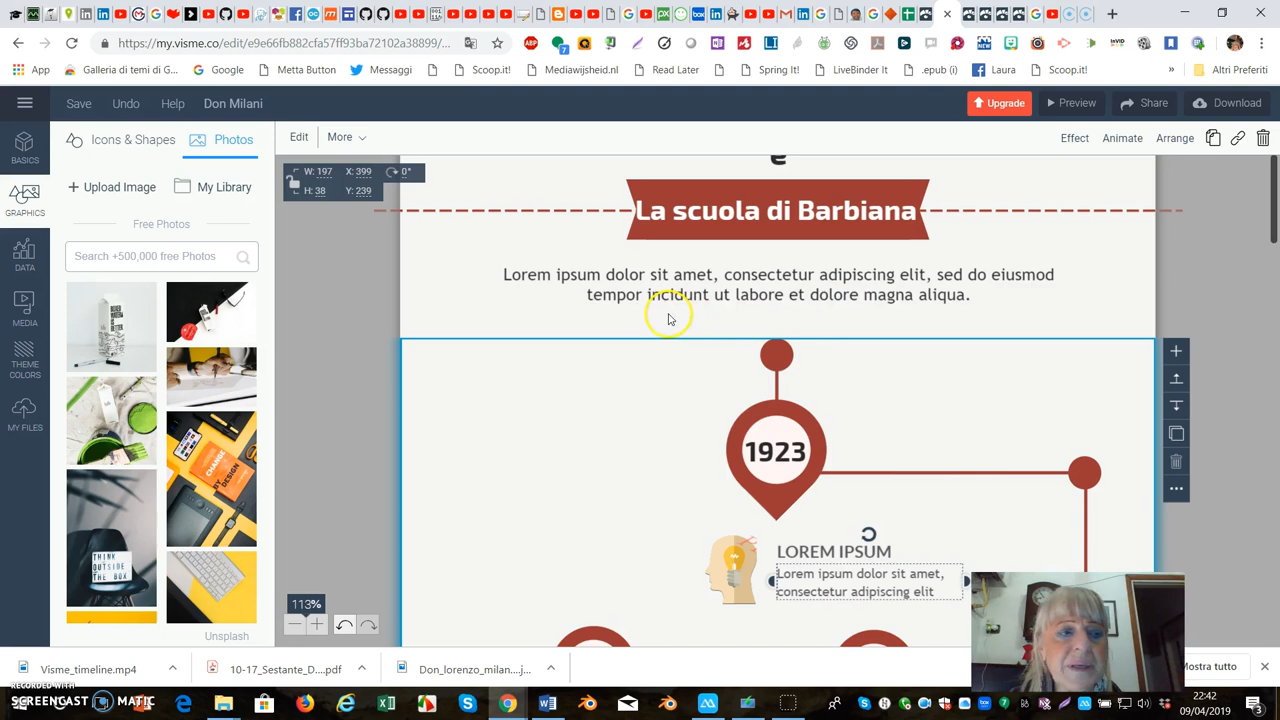 https://my.visme.co/edit/e9e66fb882cfa57ff93ba72102a38899/...
App
Galleria di temi di G...
Google
Metta Button
Messaggi
Scoop.it!
Mediawijsheid.nl
Read Later
Spring It!
LiveBinder It
.epub (i)
Laura
Scoop.it!
»
Altri Preferiti
Save
Undo
Help
Don Milani
Upgrade
Preview
Share
Download
BASICS
GRAPHICS
DATA
MEDIA
THEME
COLORS
MY FILES
Icons & Shapes
Photos
+ Upload Image
My Library
Free Photos
Search +500,000 free Photos
CHANGE
BY DESIGN
THINK
OUTSIDE
THE BOX
Unsplash
Edit
More
Effect
Animate
Arrange
W: 197
X: 399
0°
H: 38
Y: 239
e
La scuola di Barbiana
Lorem ipsum dolor sit amet, consectetur adipiscing elit, sed do eiusmod
tempor incidunt ut labore et dolore magna aliqua.
1923
LOREM IPSUM
Lorem ipsum dolor sit amet,
consectetur adipiscing elit
113%
Visme_timeline.mp4
10-17_Sestante_D....pdf
Don_lorenzo_milan....j...
Mostra tutto
RECORDED WITH
SCREENCAST MATIC
22:42
09/04/2019